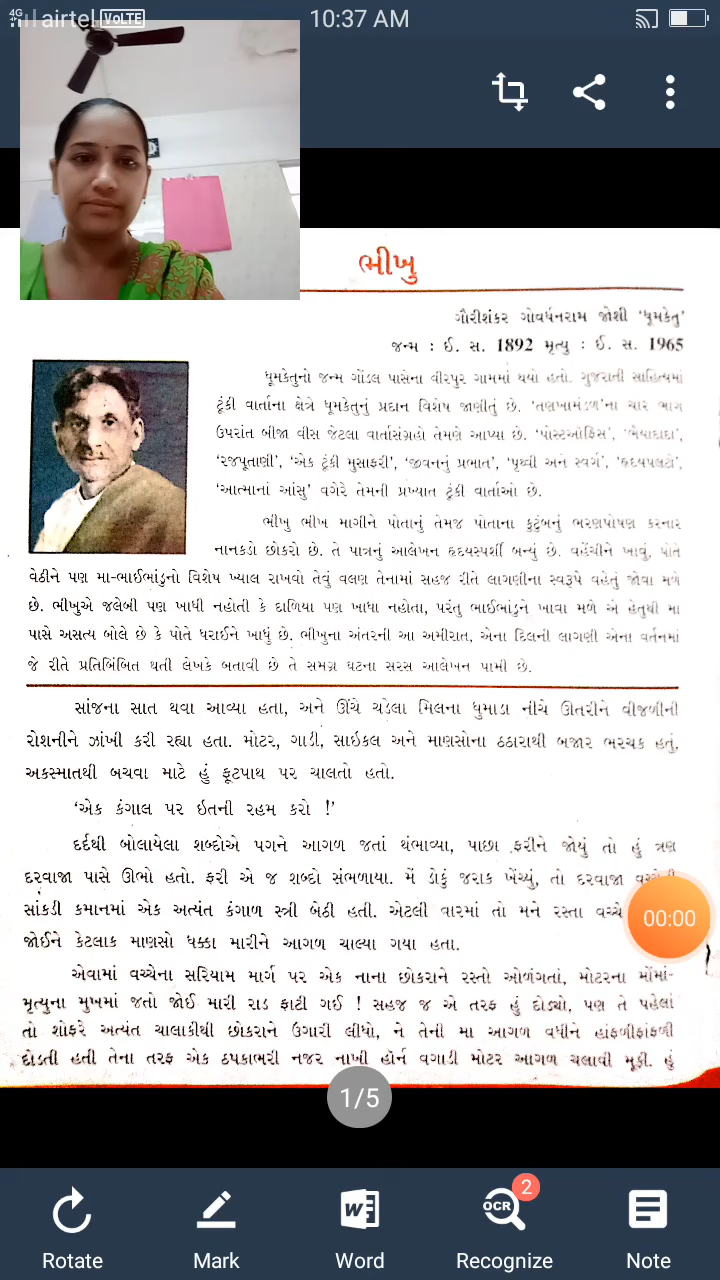 4G airtel VoLTE 10:37 AM
ભીખુ
ગૌરીશંકર ગોવર્ધનરામ જોશી 'ધૂમકેતુ'
જન્મ : ઈ. સ. 1892 મૃત્યુ : ઈ. સ. 1965
ધૂમકેતુનો જન્મ ગોંડલ પાસેના વીરપુર ગામમાં થયો હતો. ગુજરાતી સાહિત્યમાં
ટૂંકી વાર્તાના ક્ષેત્રે ધૂમકેતુનું પ્રદાન વિશેષ જાણીતું છે. 'તણખામંડળ'ના ચાર ભાગ
ઉપરાંત બીજા વીસ જેટલા વાર્તાસંગ્રહો તેમણે આપ્યા છે. 'પોસ્ટઑફિસ', 'ભૈયાદાદા',
'રજપૂતાણી', 'એક ટૂંકી મુસાફરી', 'જીવનનું પ્રભાત', 'પૃથ્વી અને સ્વર્ગ', 'હૃદયપલટો',
'આત્માનાં આંસુ' વગેરે તેમની પ્રખ્યાત ટૂંકી વાર્તાઓ છે.
ભીખુ ભીખ માગીને પોતાનું તેમજ પોતાના કુટુંબનું ભરણપોષણ કરનાર
નાનકડો છોકરો છે. તે પાત્રનું આલેખન હૃદયસ્પર્શી બન્યું છે. વહેંચીને ખાવું, પોતે
વેઠીને પણ મા-ભાઈભાંડુનો વિશેષ ખ્યાલ રાખવો તેવું વલણ તેનામાં સહજ રીતે લાગણીના સ્વરૂપે વહેતું જોવા મળે
છે. ભીખુએ જલેબી પણ ખાધી નહોતી કે દાળિયા પણ ખાધા નહોતા, પરંતુ ભાઈભાંડુને ખાવા મળે એ હેતુથી મા
પાસે અસત્ય બોલે છે કે પોતે ધરાઈને ખાધું છે. ભીખુના અંતરની આ અમીરાત, એના દિલની લાગણી એના વર્તનમાં
જે રીતે પ્રતિબિંબિત થતી લેખકે બતાવી છે તે સમગ્ર ઘટના સરસ આલેખન પામી છે.
સાંજના સાત થવા આવ્યા હતા, અને ઊંચે ચડેલા મિલના ધુમાડા નીચે ઊતરીને વીજળીની
રોશનીને ઝાંખી કરી રહ્યા હતા. મોટર, ગાડી, સાઇકલ અને માણસોના ઠઠારાથી બજાર ભરચક હતું.
અકસ્માતથી બચવા માટે હું ફૂટપાથ પર ચાલતો હતો.
'એક કંગાલ પર ઇતની રહમ કરો !'
દર્દથી બોલાયેલા શબ્દોએ પગને આગળ જતાં થંભાવ્યા, પાછા ફરીને જોયું તો હું ત્રણ
દરવાજા પાસે ઊભો હતો. ફરી એ જ શબ્દો સંભળાયા. મેં ડોકું જરાક ખેંચ્યું, તો દરવાજા
સાંકડી કમાનમાં એક અત્યંત કંગાળ સ્ત્રી બેઠી હતી. એટલી વારમાં તો મને રસ્તા વચ્ચે
જોઈને કેટલાક માણસો ધક્કા મારીને આગળ ચાલ્યા ગયા હતા.
એવામાં વચ્ચેના સરિયામ માર્ગ પર એક નાના છોકરાને રસ્તો ઓળંગતાં, મોટરના મોંમાં-
મૃત્યુના મુખમાં જતો જોઈ મારી રાડ ફાટી ગઈ ! સહજ જ એ તરફ હું દોડ્યો, પણ તે પહેલાં
તો શોફરે અત્યંત ચાલાકીથી છોકરાને ઉગારી લીધો, ને તેની મા આગળ વધીને હાંફળીફાંફળી
દોડતી હતી તેના તરફ એક ઠપકાભરી નજર નાખી હૉર્ન વગાડી મોટર આગળ ચલાવી મૂકી. હું
00:00
1/5
2
Rotate Mark Word Recognize Note